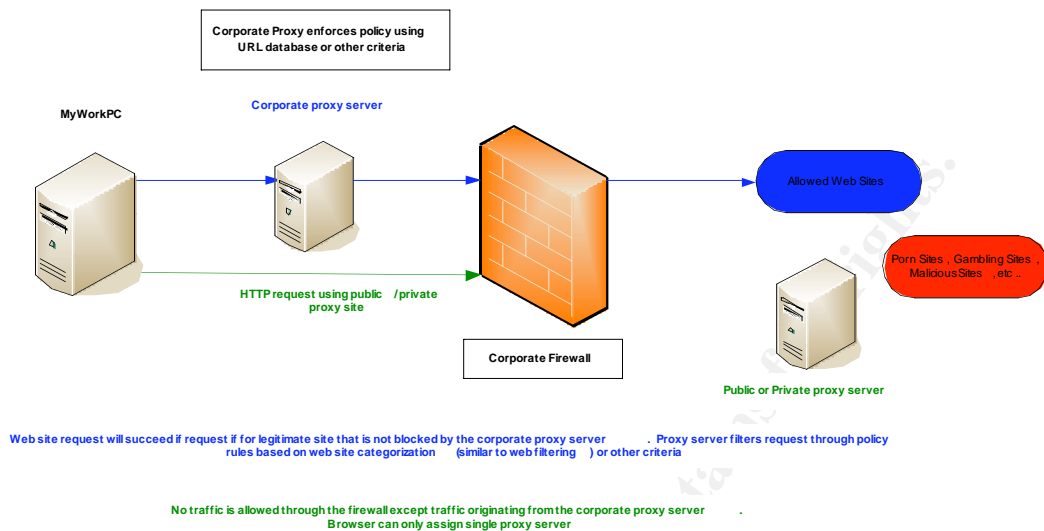 Corporate Proxy enforces policy using
URL database or other criteria
Corporate proxy server
MyWorkPC
Allowed Web Sites
Porn Sites , Gambling Sites ,
Malicious Sites , etc ..
HTTP request using public / private
proxy site
Corporate Firewall
Public or Private proxy server
Web site request will succeed if request if for legitimate site that is not blocked by the corporate proxy server . Proxy server filters request through policy
rules based on web site categorization (similar to web filtering ) or other criteria
No traffic is allowed through the firewall except traffic originating from the corporate proxy server .
Browser can only assign single proxy server